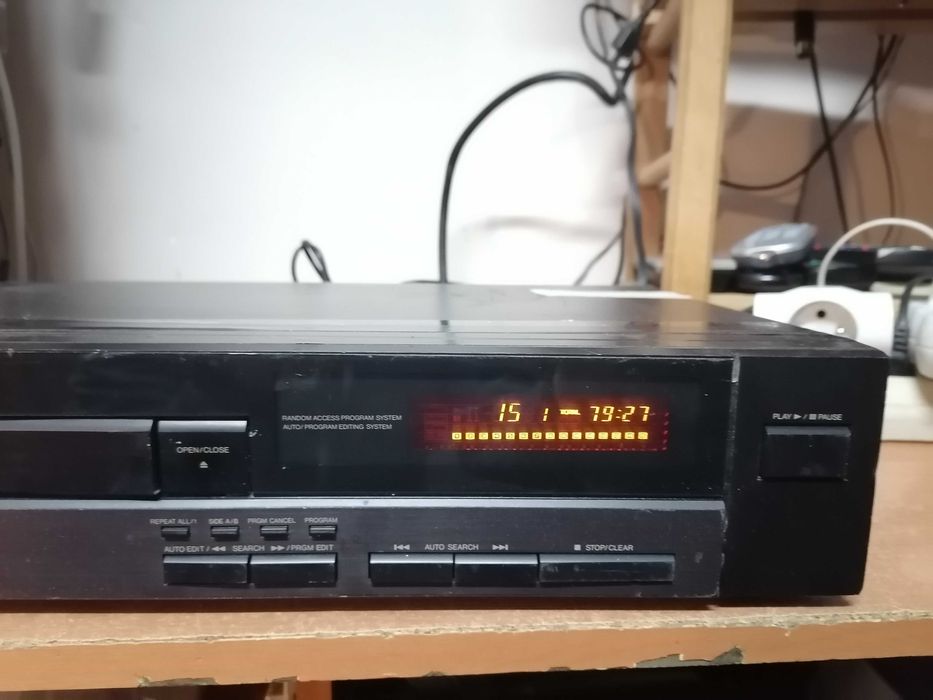 RANDOM ACCESS PROGRAM SYSTEM
AUTO/ PROGRAM EDITING SYSTEM
15 1 TOTAL 79:27
PLAY ▶ / ▮▮ PAUSE
OPEN/CLOSE
REPEAT ALL/1 SIDE A/B PRGM CANCEL PROGRAM
AUTO EDIT / ◀◀ SEARCH ▶▶ / PRGM EDIT
I◀◀ AUTO SEARCH ▶▶I
■ STOP/CLEAR